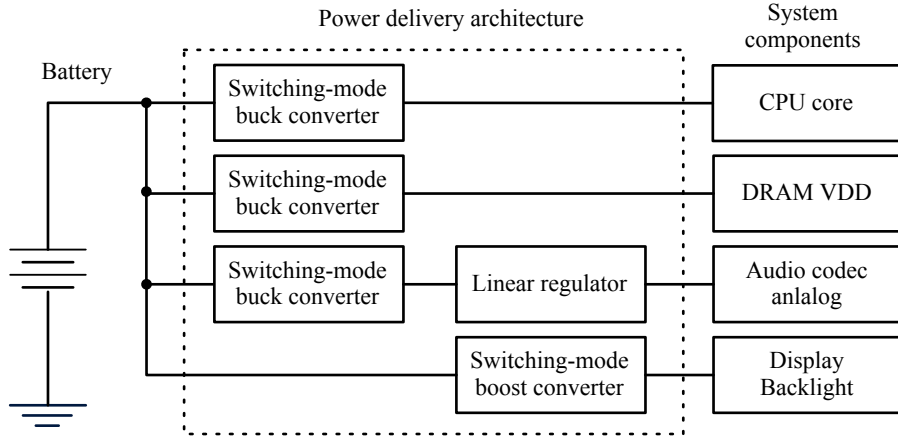 Power delivery architecture
System
components
Battery
Switching-mode
buck converter
CPU core
Switching-mode
buck converter
DRAM VDD
Switching-mode
buck converter
Linear regulator
Audio codec
anlalog
Switching-mode
boost converter
Display
Backlight